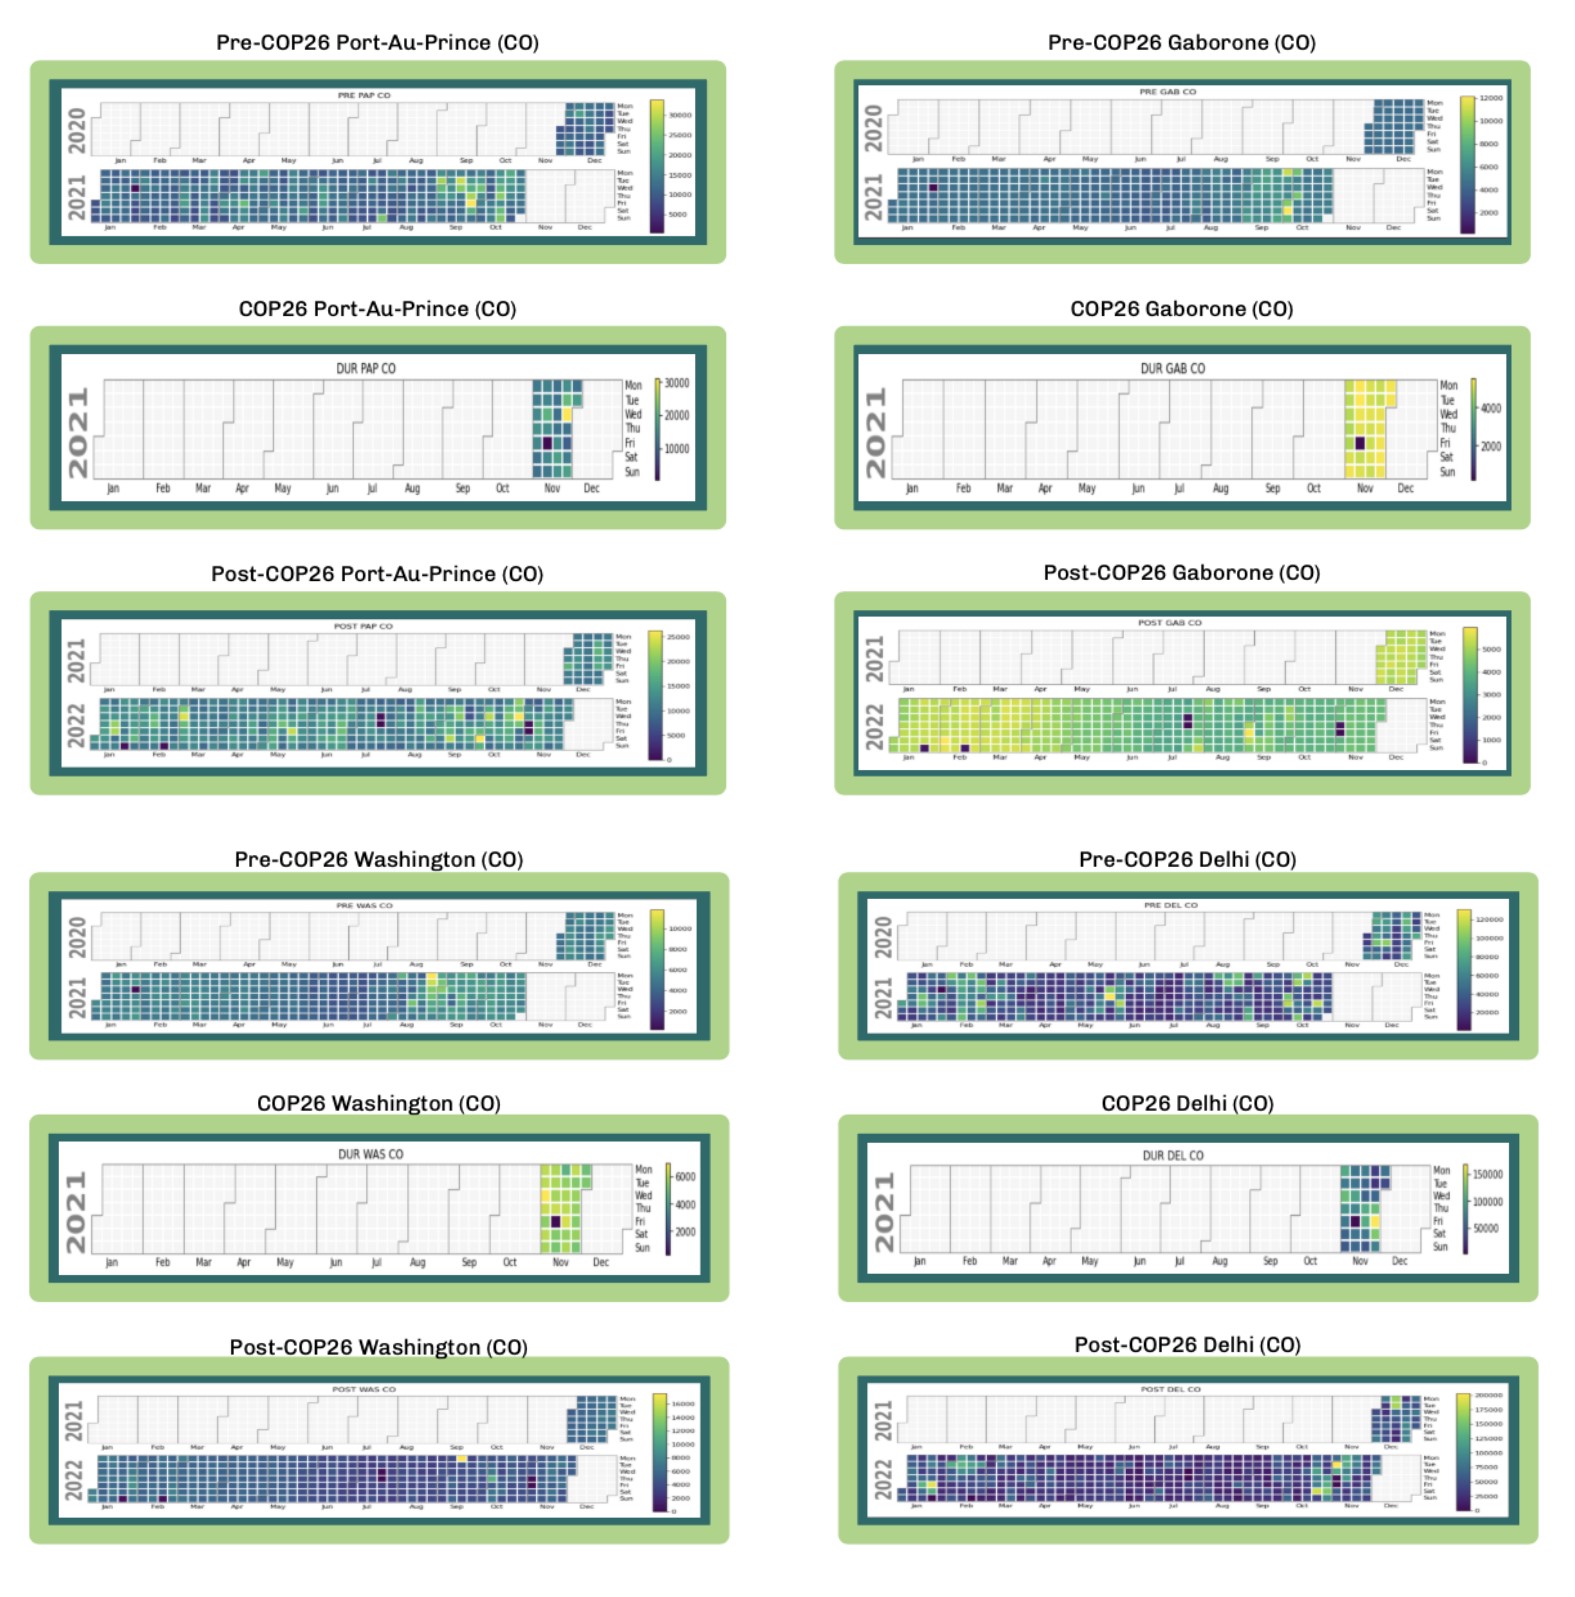 Pre-COP26 Port-Au-Prince (CO)
PRE PAP CO
2020
Mon
Tue
Wed
Thu
Fri
Sat
Sun
Jan Feb Mar Apr May Jun Jul Aug Sep Oct Nov Dec
2021
Mon
Tue
Wed
Thu
Fri
Sat
Sun
Jan Feb Mar Apr May Jun Jul Aug Sep Oct Nov Dec
30000
25000
20000
15000
10000
5000
Pre-COP26 Gaborone (CO)
PRE GAB CO
2020
Mon
Tue
Wed
Thu
Fri
Sat
Sun
Jan Feb Mar Apr May Jun Jul Aug Sep Oct Nov Dec
2021
Mon
Tue
Wed
Thu
Fri
Sat
Sun
Jan Feb Mar Apr May Jun Jul Aug Sep Oct Nov Dec
12000
10000
8000
6000
4000
2000
COP26 Port-Au-Prince (CO)
DUR PAP CO
2021
Mon
Tue
Wed
Thu
Fri
Sat
Sun
Jan Feb Mar Apr May Jun Jul Aug Sep Oct Nov Dec
30000
20000
10000
COP26 Gaborone (CO)
DUR GAB CO
2021
Mon
Tue
Wed
Thu
Fri
Sat
Sun
Jan Feb Mar Apr May Jun Jul Aug Sep Oct Nov Dec
4000
2000
Post-COP26 Port-Au-Prince (CO)
POST PAP CO
2021
Mon
Tue
Wed
Thu
Fri
Sat
Sun
Jan Feb Mar Apr May Jun Jul Aug Sep Oct Nov Dec
2022
Mon
Tue
Wed
Thu
Fri
Sat
Sun
Jan Feb Mar Apr May Jun Jul Aug Sep Oct Nov Dec
25000
20000
15000
10000
5000
0
Post-COP26 Gaborone (CO)
POST GAB CO
2021
Mon
Tue
Wed
Thu
Fri
Sat
Sun
Jan Feb Mar Apr May Jun Jul Aug Sep Oct Nov Dec
2022
Mon
Tue
Wed
Thu
Fri
Sat
Sun
Jan Feb Mar Apr May Jun Jul Aug Sep Oct Nov Dec
5000
4000
3000
2000
1000
0
Pre-COP26 Washington (CO)
PRE WAS CO
2020
Mon
Tue
Wed
Thu
Fri
Sat
Sun
Jan Feb Mar Apr May Jun Jul Aug Sep Oct Nov Dec
2021
Mon
Tue
Wed
Thu
Fri
Sat
Sun
Jan Feb Mar Apr May Jun Jul Aug Sep Oct Nov Dec
10000
8000
6000
4000
2000
Pre-COP26 Delhi (CO)
PRE DEL CO
2020
Mon
Tue
Wed
Thu
Fri
Sat
Sun
Jan Feb Mar Apr May Jun Jul Aug Sep Oct Nov Dec
2021
Mon
Tue
Wed
Thu
Fri
Sat
Sun
Jan Feb Mar Apr May Jun Jul Aug Sep Oct Nov Dec
120000
100000
80000
60000
40000
20000
COP26 Washington (CO)
DUR WAS CO
2021
Mon
Tue
Wed
Thu
Fri
Sat
Sun
Jan Feb Mar Apr May Jun Jul Aug Sep Oct Nov Dec
6000
4000
2000
COP26 Delhi (CO)
DUR DEL CO
2021
Mon
Tue
Wed
Thu
Fri
Sat
Sun
Jan Feb Mar Apr May Jun Jul Aug Sep Oct Nov Dec
150000
100000
50000
Post-COP26 Washington (CO)
POST WAS CO
2021
Mon
Tue
Wed
Thu
Fri
Sat
Sun
Jan Feb Mar Apr May Jun Jul Aug Sep Oct Nov Dec
2022
Mon
Tue
Wed
Thu
Fri
Sat
Sun
Jan Feb Mar Apr May Jun Jul Aug Sep Oct Nov Dec
16000
14000
12000
10000
8000
6000
4000
2000
0
Post-COP26 Delhi (CO)
POST DEL CO
2021
Mon
Tue
Wed
Thu
Fri
Sat
Sun
Jan Feb Mar Apr May Jun Jul Aug Sep Oct Nov Dec
2022
Mon
Tue
Wed
Thu
Fri
Sat
Sun
Jan Feb Mar Apr May Jun Jul Aug Sep Oct Nov Dec
200000
175000
150000
125000
100000
75000
50000
25000
0